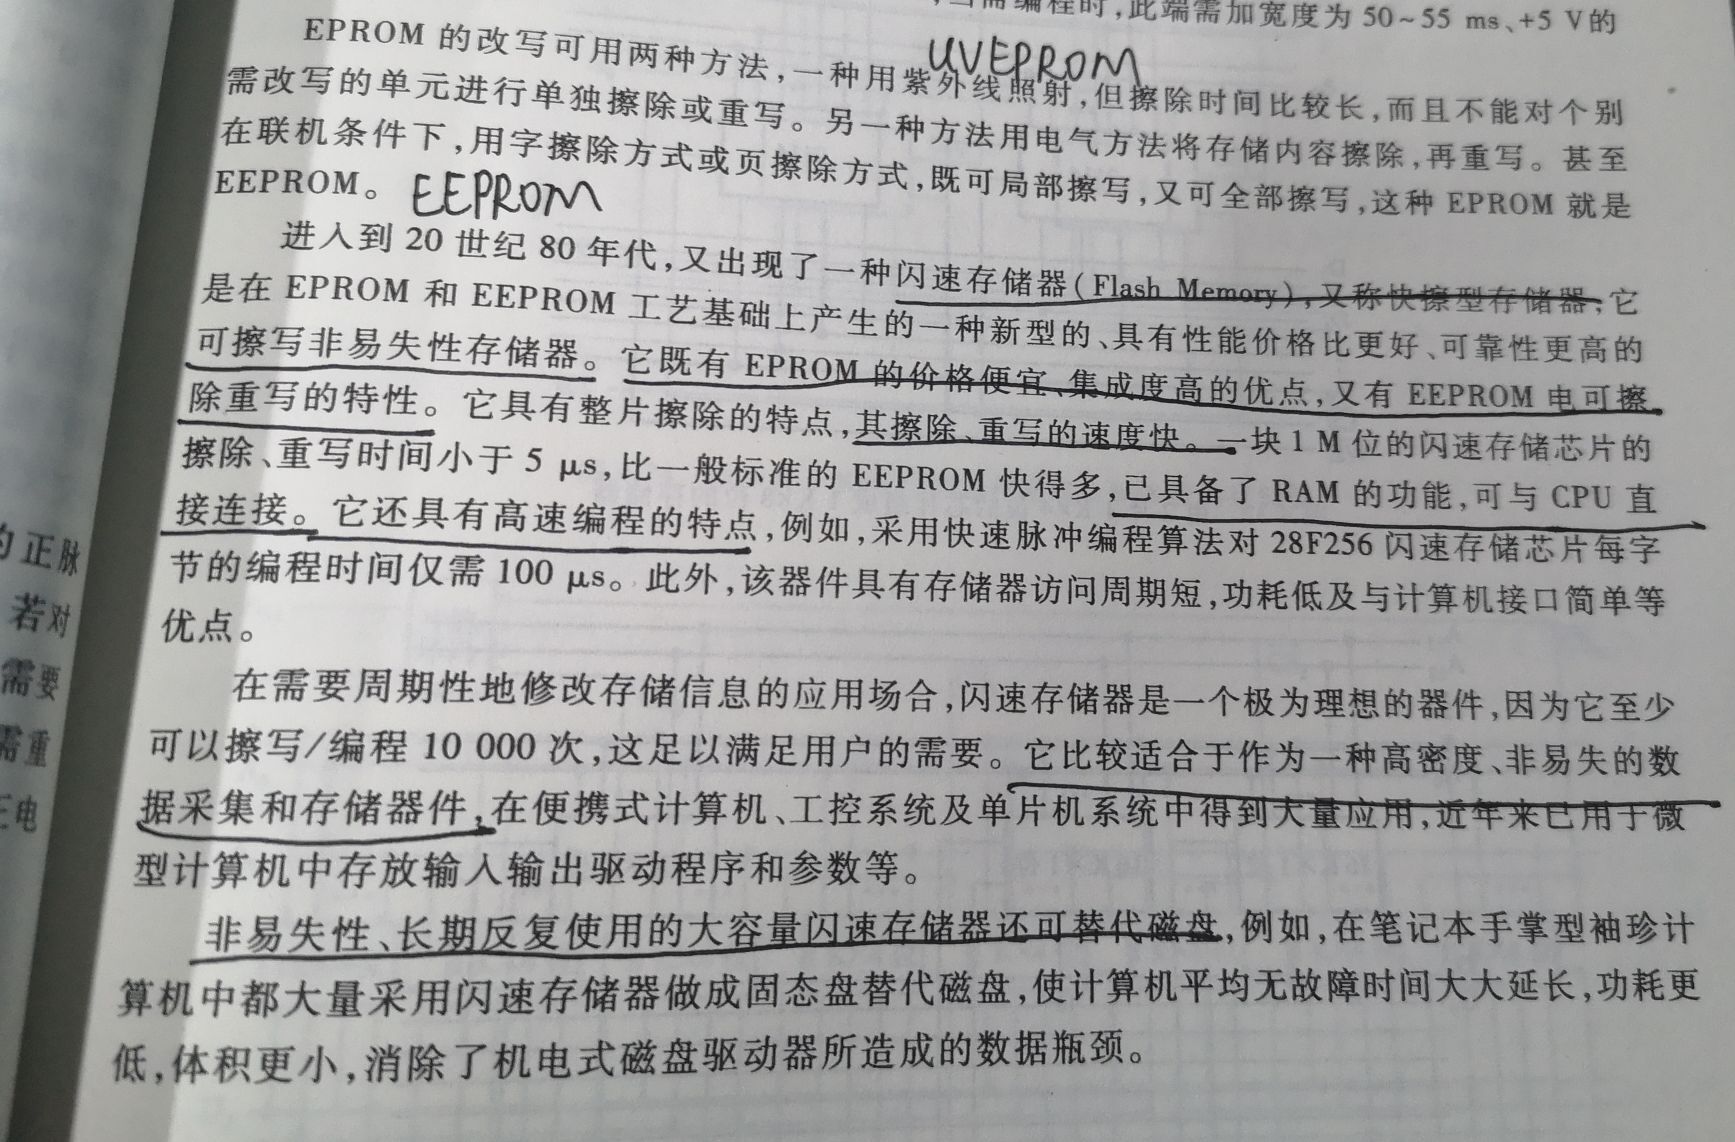 当需编程时,此端需加宽度为 50~55 ms、+5 V的
UVEPROM
EPROM 的改写可用两种方法,一种用紫外线照射,但擦除时间比较长,而且不能对个别
需改写的单元进行单独擦除或重写。另一种方法用电气方法将存储内容擦除,再重写。甚至
在联机条件下,用字擦除方式或页擦除方式,既可局部擦写,又可全部擦写,这种 EPROM 就是
EEPROM。 EEPROM
进入到 20 世纪 80 年代,又出现了一种闪速存储器(Flash Memory),又称快擦型存储器,它
是在 EPROM 和 EEPROM 工艺基础上产生的一种新型的、具有性能价格比更好、可靠性更高的
可擦写非易失性存储器。它既有 EPROM 的价格便宜、集成度高的优点,又有 EEPROM 电可擦
除重写的特性。它具有整片擦除的特点,其擦除、重写的速度快。一块 1 M 位的闪速存储芯片的
擦除、重写时间小于 5 μs,比一般标准的 EEPROM 快得多,已具备了 RAM 的功能,可与 CPU 直
接连接。它还具有高速编程的特点,例如,采用快速脉冲编程算法对 28F256 闪速存储芯片每字
节的编程时间仅需 100 μs。此外,该器件具有存储器访问周期短,功耗低及与计算机接口简单等
优点。
在需要周期性地修改存储信息的应用场合,闪速存储器是一个极为理想的器件,因为它至少
可以擦写/编程 10 000 次,这足以满足用户的需要。它比较适合于作为一种高密度、非易失的数
据采集和存储器件,在便携式计算机、工控系统及单片机系统中得到大量应用,近年来已用于微
型计算机中存放输入输出驱动程序和参数等。
非易失性、长期反复使用的大容量闪速存储器还可替代磁盘,例如,在笔记本手掌型袖珍计
算机中都大量采用闪速存储器做成固态盘替代磁盘,使计算机平均无故障时间大大延长,功耗更
低,体积更小,消除了机电式磁盘驱动器所造成的数据瓶颈。
正脉
若对
需要
需重
电